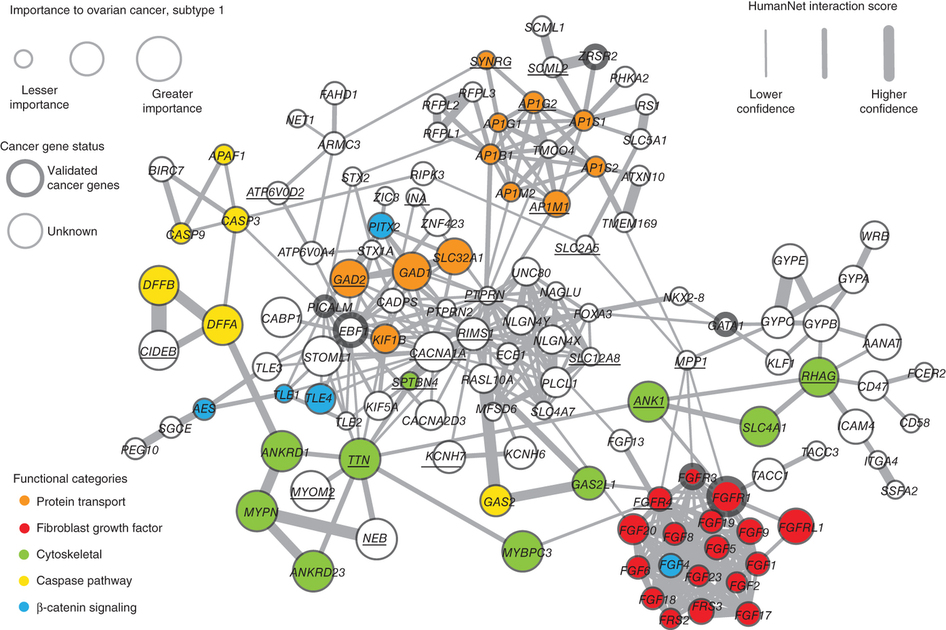 Importance to ovarian cancer, subtype 1
Lesser
importance
Greater
importance
Cancer gene status
Validated
cancer genes
Unknown
HumanNet interaction score
Lower
confidence
Higher
confidence
SCML1
ZRSR2
SYNRG
SCML2
PHKA2
FAHD1
RFPL3
RFPL2
AP1G2
RS1
NET1
AP1G1
AP1S1
RFPL1
SLC5A1
ARMC3
AP1B1
TMCO4
APAF1
BIRC7
AP1S2
STX2
RIPK3
ATXN10
ATP6V0D2
ZIC3
INA
AP1M2
AP1M1
CASP3
PITX2
ZNF423
TMEM169
CASP9
WRB
ATP6V0A4
STX1A
SLC32A1
SLC2A5
GYPE
GAD2
GAD1
UNC80
GYPA
DFFB
NAGLU
PTPRN
NKX2-8
PICALM
CADPS
PTPRN2
FOXA3
CABP1
DFFA
EBF1
RIMS1
NLGN4Y
GATA1
GYPC
GYPB
KIF1B
NLGN4X
AANAT
CIDEB
STOML1
CACNA1A
ECE1
SLC12A8
MPP1
KLF1
TLE3
SPTBN4
RASL10A
PLCL1
RHAG
FCER2
CD47
TLE1
TLE4
KIF5A
AES
MFSD6
SLC4A7
ANK1
TLE2
CACNA2D3
CD58
SGCE
SLC4A1
ICAM4
PEG10
FGF13
ANKRD1
TTN
KCNH7
KCNH6
TACC3
ITGA4
TACC1
FGFR3
GAS2L1
SSFA2
MYOM2
GAS2
FGFR4
FGFR1
MYPN
FGF19
FGFRL1
FGF20
FGF9
NEB
FGF8
FGF5
MYBPC3
FGF6
FGF4
FGF1
ANKRD23
FGF23
FGF2
FGF18
FRS3
FRS2
FGF17
Functional categories
Protein transport
Fibroblast growth factor
Cytoskeletal
Caspase pathway
β-catenin signaling